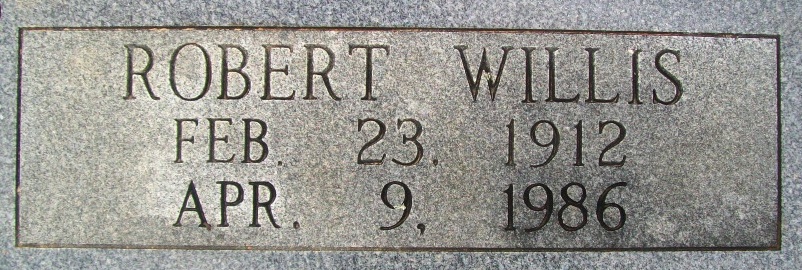 ROBERT WILLIS
FEB. 23. 1912
APR. 9, 1986